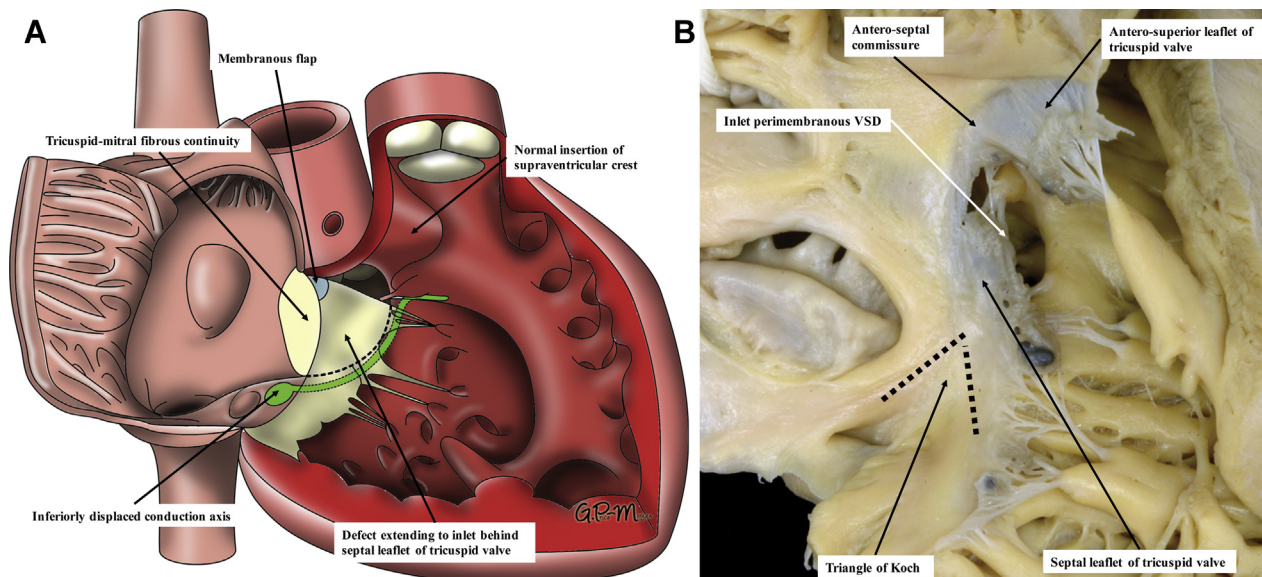 A
Membranous flap
Tricuspid-mitral fibrous continuity
Normal insertion of
supraventricular crest
Inferiorly displaced conduction axis
Defect extending to inlet behind
septal leaflet of tricuspid valve
B
Antero-septal
commissure
Antero-superior leaflet of
tricuspid valve
Inlet perimembranous VSD
Triangle of Koch
Septal leaflet of tricuspid valve